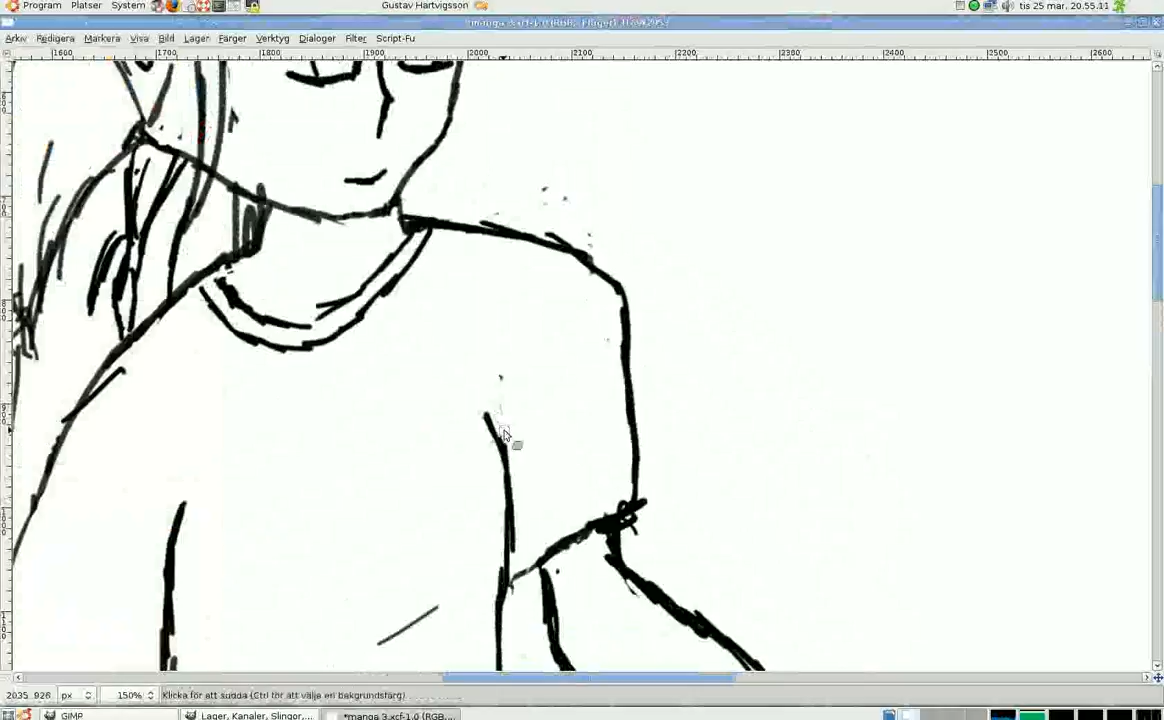 Program Platser System Gustav Hartvigsson tis 25 mar, 20.55.11
Arkiv Redigera Markera Visa Bild Lager Färger Verktyg Dialoger Filter Script-Fu
1600 1700 1800 1900 2000 2100 2200 2300 2400 2500 2600
2035, 926 px 150% Klicka för att sudda (Ctrl för att välje en bakgrundsfärg)
GIMP Lager, Kanaler, Slingor,... *manga 3.xcf-1.0 (RGB,...